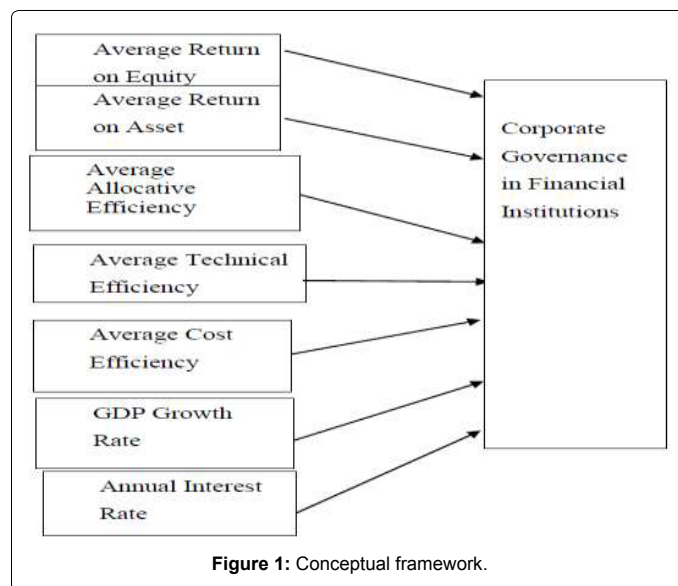 Average Return
on Equity
Average Return
on Asset
Average
Allocative
Efficiency
Average Technical
Efficiency
Average Cost
Efficiency
GDP Growth
Rate
Annual Interest
Rate
Corporate
Governance
in Financial
Institutions
Figure 1: Conceptual framework.